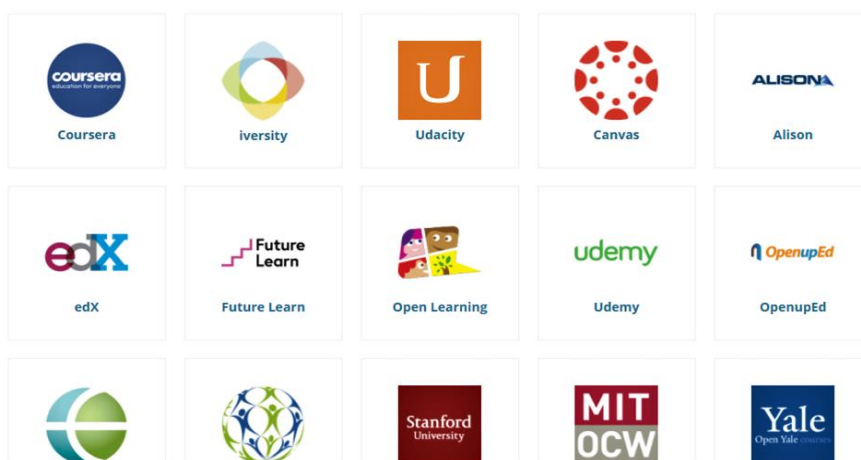 coursera
education for everyone
Coursera
iversity
U
Udacity
Canvas
ALISON
Alison
edX
edX
Future
Learn
Future Learn
Open Learning
udemy
Udemy
OpenupEd
OpenupEd
Stanford
University
MIT
OCW
Yale
Open Yale courses